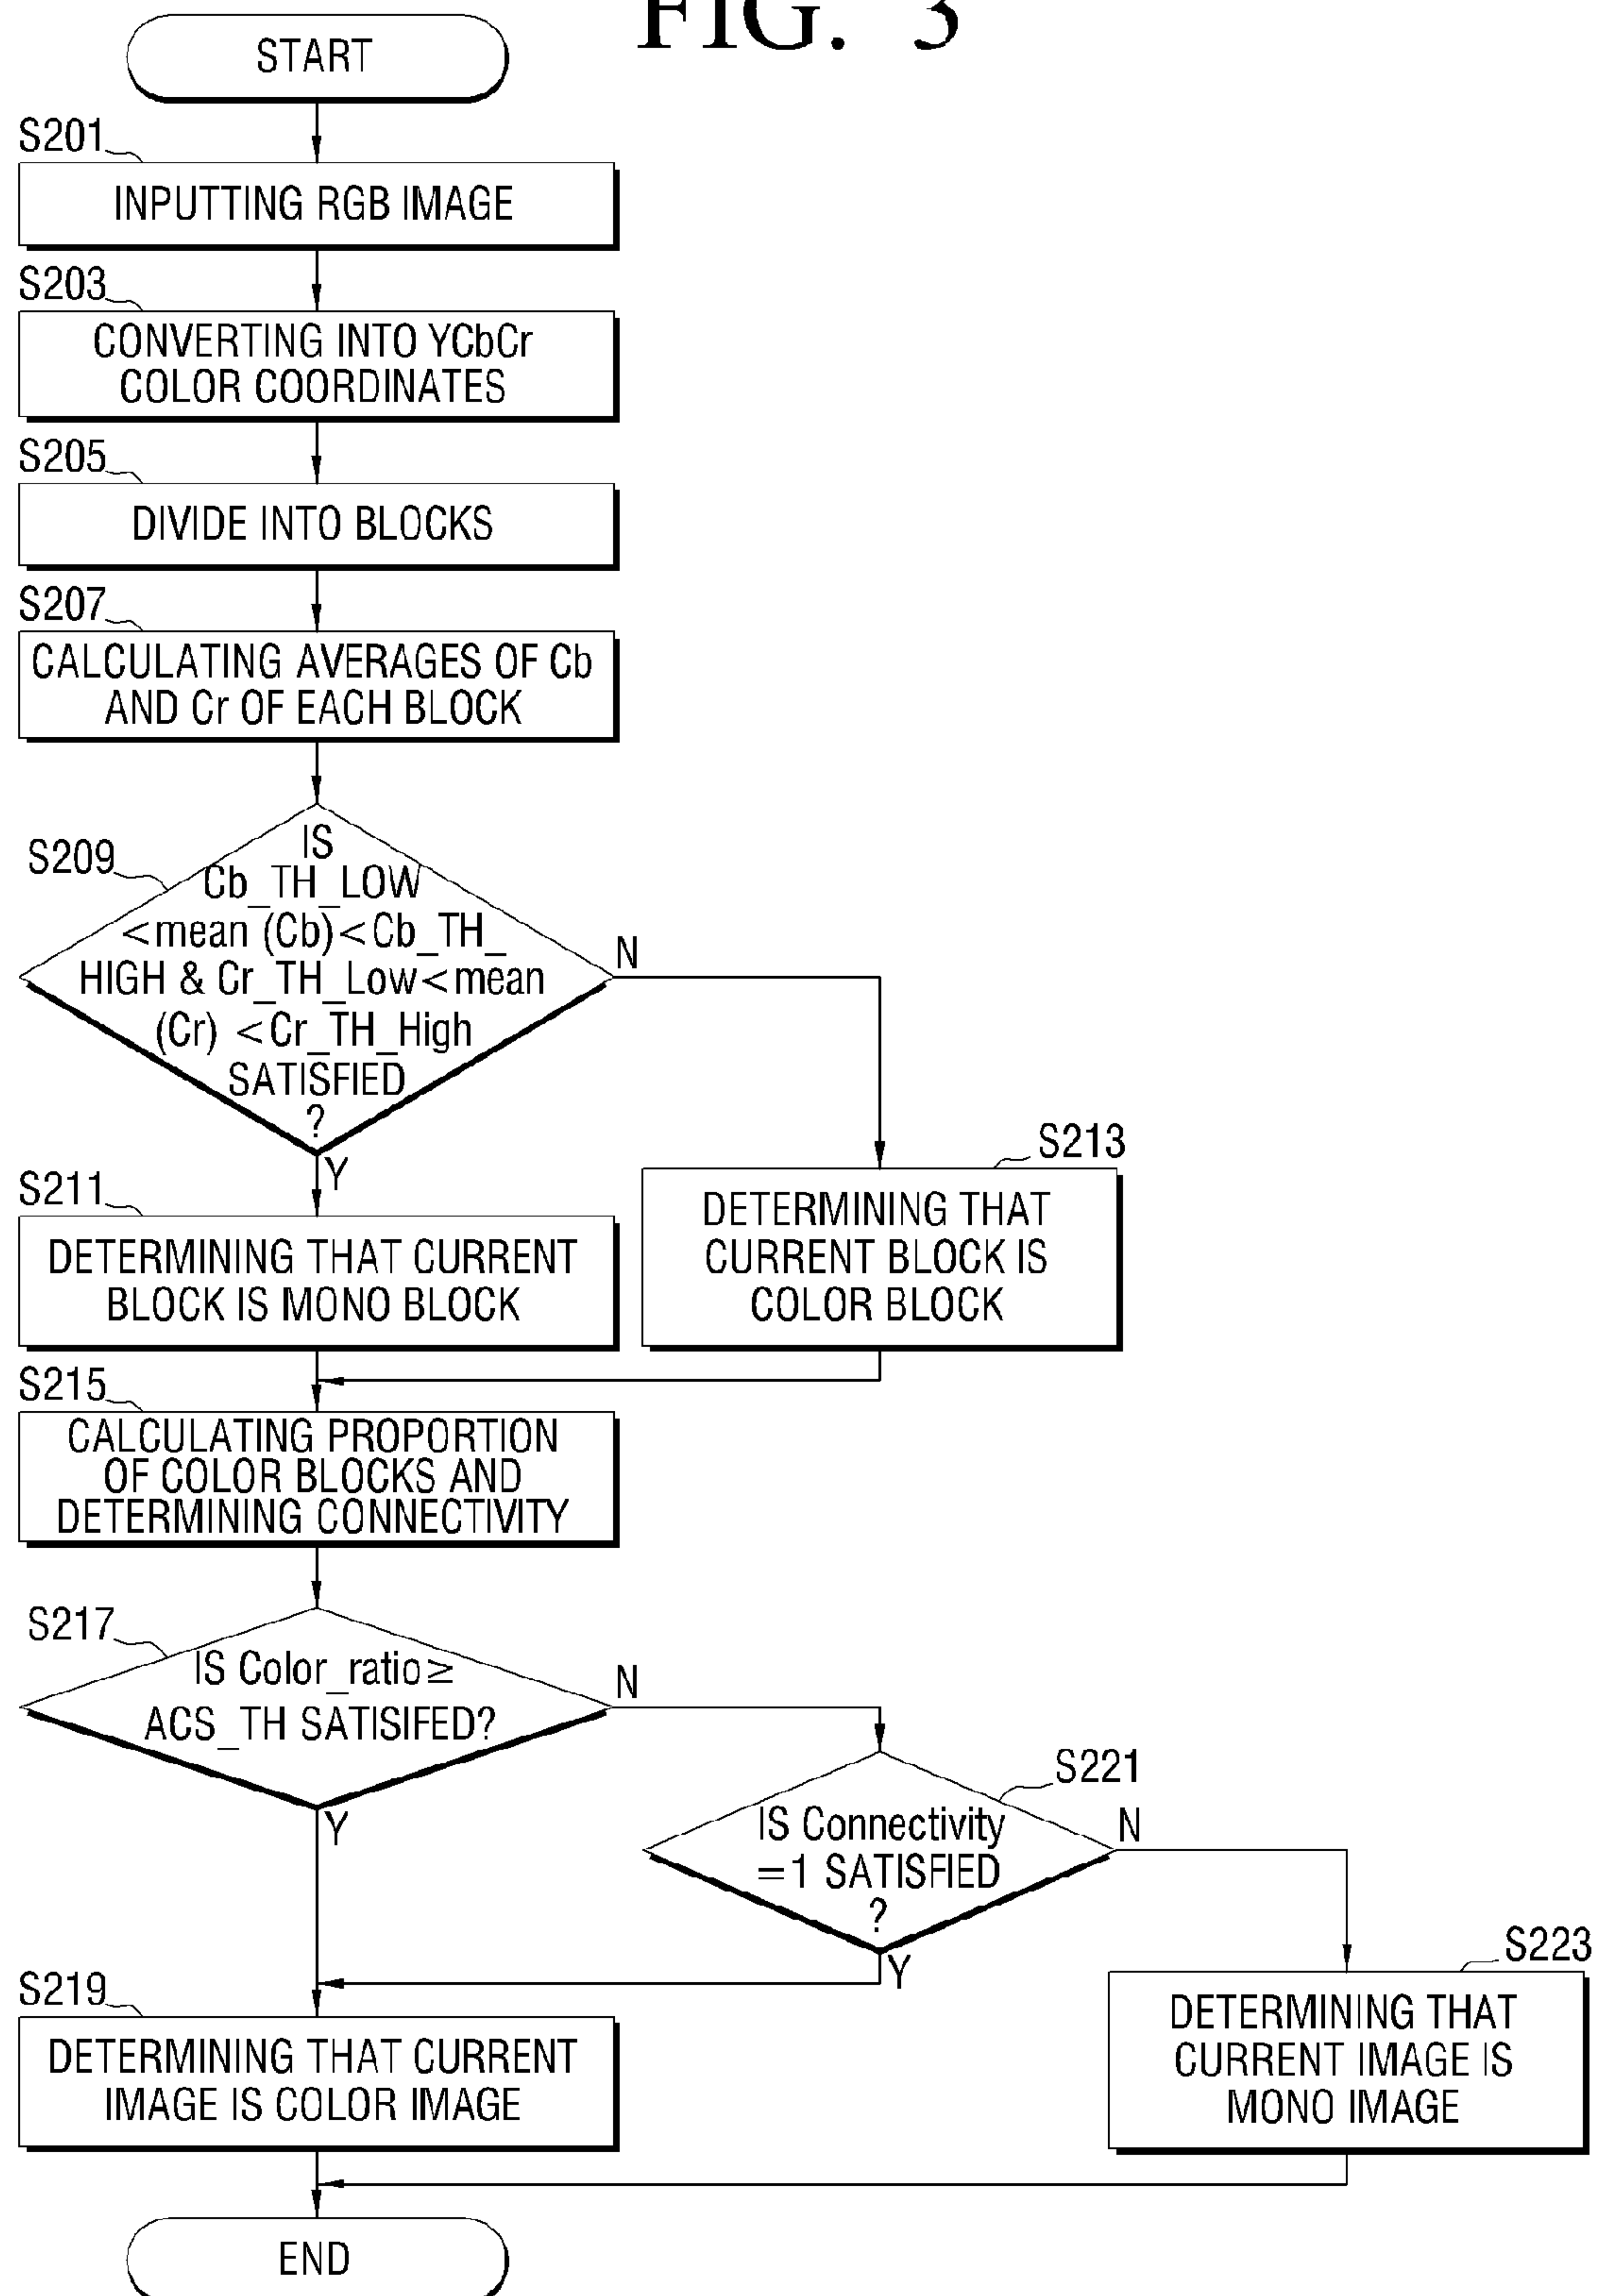 FIG. 3
START
S201
INPUTTING RGB IMAGE
S203
CONVERTING INTO YCbCr
COLOR COORDINATES
S205
DIVIDE INTO BLOCKS
S207
CALCULATING AVERAGES OF Cb
AND Cr OF EACH BLOCK
S209
IS
Cb_TH_LOW
<mean (Cb)<Cb_TH_
HIGH & Cr_TH_Low<mean
(Cr) <Cr_TH_High
SATISFIED
?
N
Y
S213
DETERMINING THAT
CURRENT BLOCK IS
COLOR BLOCK
S211
DETERMINING THAT CURRENT
BLOCK IS MONO BLOCK
S215
CALCULATING PROPORTION
OF COLOR BLOCKS AND
DETERMINING CONNECTIVITY
S217
IS Color_ratio≥
ACS_TH SATISIFED?
N
Y
S221
IS Connectivity
=1 SATISFIED
?
N
Y
S223
DETERMINING THAT
CURRENT IMAGE IS
MONO IMAGE
S219
DETERMINING THAT CURRENT
IMAGE IS COLOR IMAGE
END